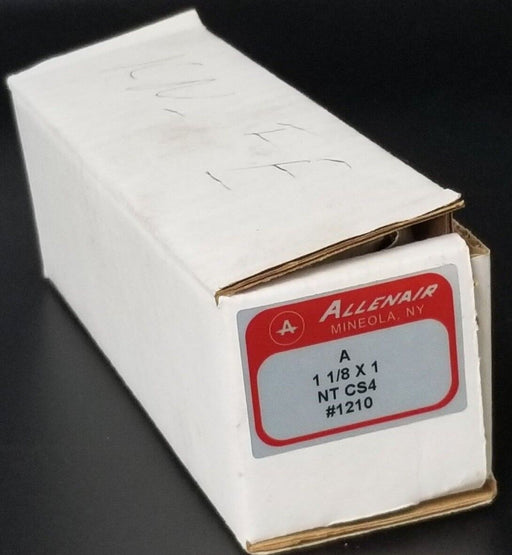 A
ALLENAIR
MINEOLA, NY
A
1 1/8 X 1
NT CS4
#1210